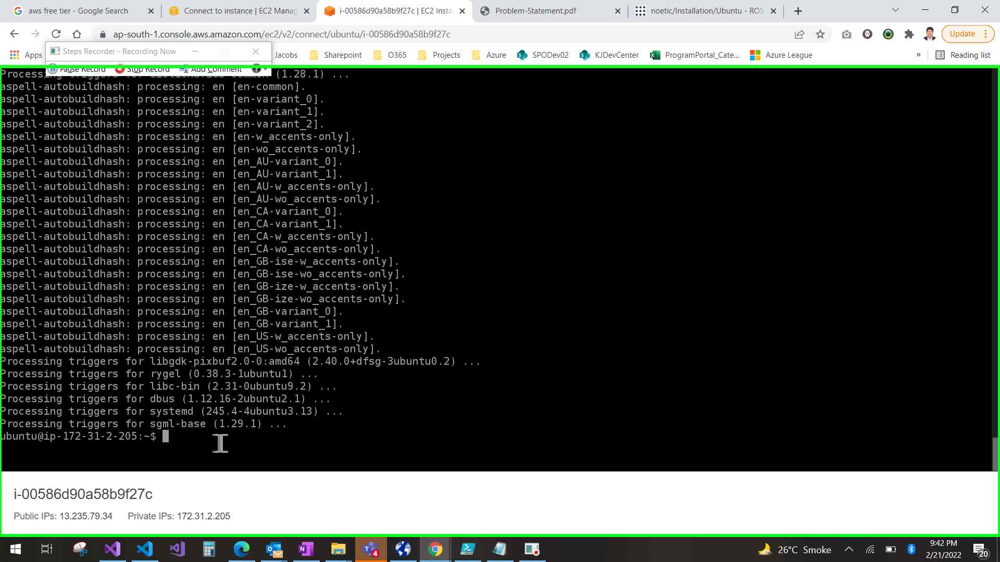 aws free tier - Google Search
Connect to instance | EC2 Manag
i-00586d90a58b9f27c | EC2 Insta
Problem-Statement.pdf
noetic/Installation/Ubuntu - ROS
ap-south-1.console.aws.amazon.com/ec2/v2/connect/ubuntu/i-00586d90a58b9f27c
Update
Apps
Steps Recorder - Recording Now
Jacobs
Sharepoint
O365
Projects
Azure
SPODev02
KJDevCenter
ProgramPortal_Cate...
Azure League
»
Reading list
Pause Record
Stop Record
Add Comment
Processing triggers for dictionaries-common (1.28.1) ...
aspell-autobuildhash: processing: en [en-common].
aspell-autobuildhash: processing: en [en-variant_0].
aspell-autobuildhash: processing: en [en-variant_1].
aspell-autobuildhash: processing: en [en-variant_2].
aspell-autobuildhash: processing: en [en-w_accents-only].
aspell-autobuildhash: processing: en [en-wo_accents-only].
aspell-autobuildhash: processing: en [en_AU-variant_0].
aspell-autobuildhash: processing: en [en_AU-variant_1].
aspell-autobuildhash: processing: en [en_AU-w_accents-only].
aspell-autobuildhash: processing: en [en_AU-wo_accents-only].
aspell-autobuildhash: processing: en [en_CA-variant_0].
aspell-autobuildhash: processing: en [en_CA-variant_1].
aspell-autobuildhash: processing: en [en_CA-w_accents-only].
aspell-autobuildhash: processing: en [en_CA-wo_accents-only].
aspell-autobuildhash: processing: en [en_GB-ise-w_accents-only].
aspell-autobuildhash: processing: en [en_GB-ise-wo_accents-only].
aspell-autobuildhash: processing: en [en_GB-ize-w_accents-only].
aspell-autobuildhash: processing: en [en_GB-ize-wo_accents-only].
aspell-autobuildhash: processing: en [en_GB-variant_0].
aspell-autobuildhash: processing: en [en_GB-variant_1].
aspell-autobuildhash: processing: en [en_US-w_accents-only].
aspell-autobuildhash: processing: en [en_US-wo_accents-only].
Processing triggers for libgdk-pixbuf2.0-0:amd64 (2.40.0+dfsg-3ubuntu0.2) ...
Processing triggers for rygel (0.38.3-1ubuntu1) ...
Processing triggers for libc-bin (2.31-0ubuntu9.2) ...
Processing triggers for dbus (1.12.16-2ubuntu2.1) ...
Processing triggers for systemd (245.4-4ubuntu3.13) ...
Processing triggers for sgml-base (1.29.1) ...
ubuntu@ip-172-31-2-205:~$
i-00586d90a58b9f27c
Public IPs: 13.235.79.34 Private IPs: 172.31.2.205
4
26°C Smoke
9:42 PM
2/21/2022
20